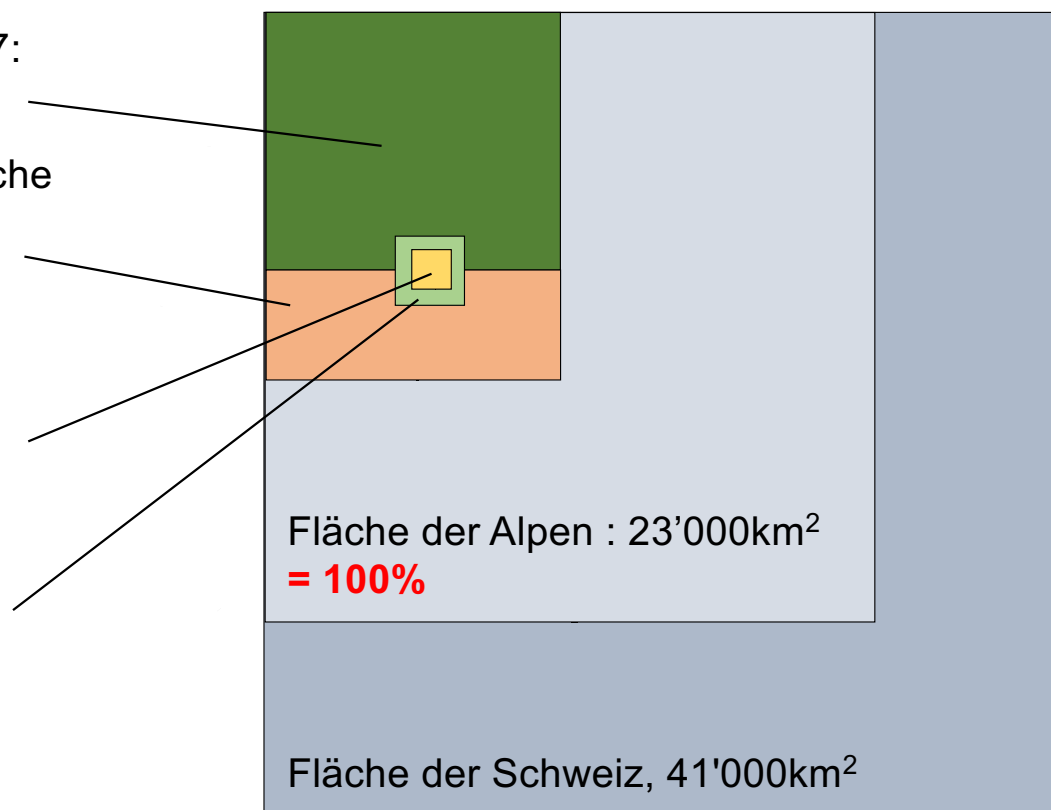 7:
che
Fläche der Alpen : 23’000km²
= 100%
Fläche der Schweiz, 41'000km²